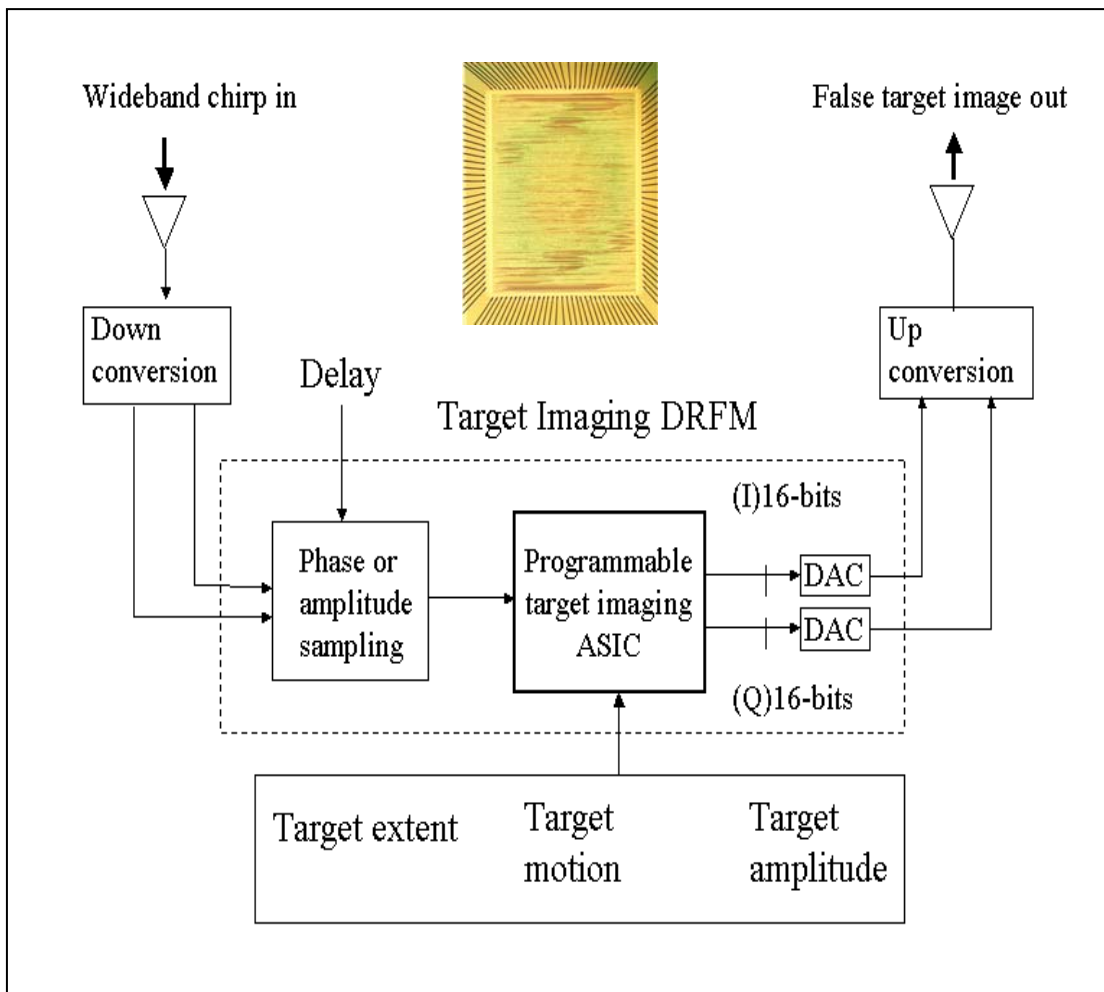 Wideband chirp in
False target image out
Down
conversion
Up
conversion
Delay
Target Imaging DRFM
(I)16-bits
Phase or
amplitude
sampling
Programmable
target imaging
ASIC
DAC
DAC
(Q)16-bits
Target extent
Target
motion
Target
amplitude